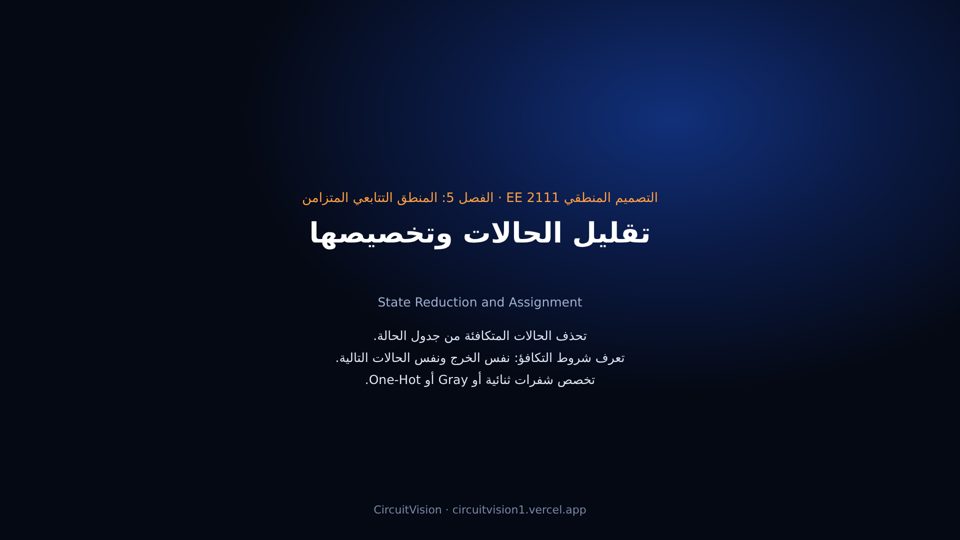 التصميم المنطقي EE 2111 · الفصل 5: المنطق التتابعي المتزامن
تقليل الحالات وتخصيصها
State Reduction and Assignment
تحذف الحالات المتكافئة من جدول الحالة.
تعرف شروط التكافؤ: نفس الخرج ونفس الحالات التالية.
تخصص شفرات ثنائية أو Gray أو One-Hot.
CircuitVision · circuitvision1.vercel.app